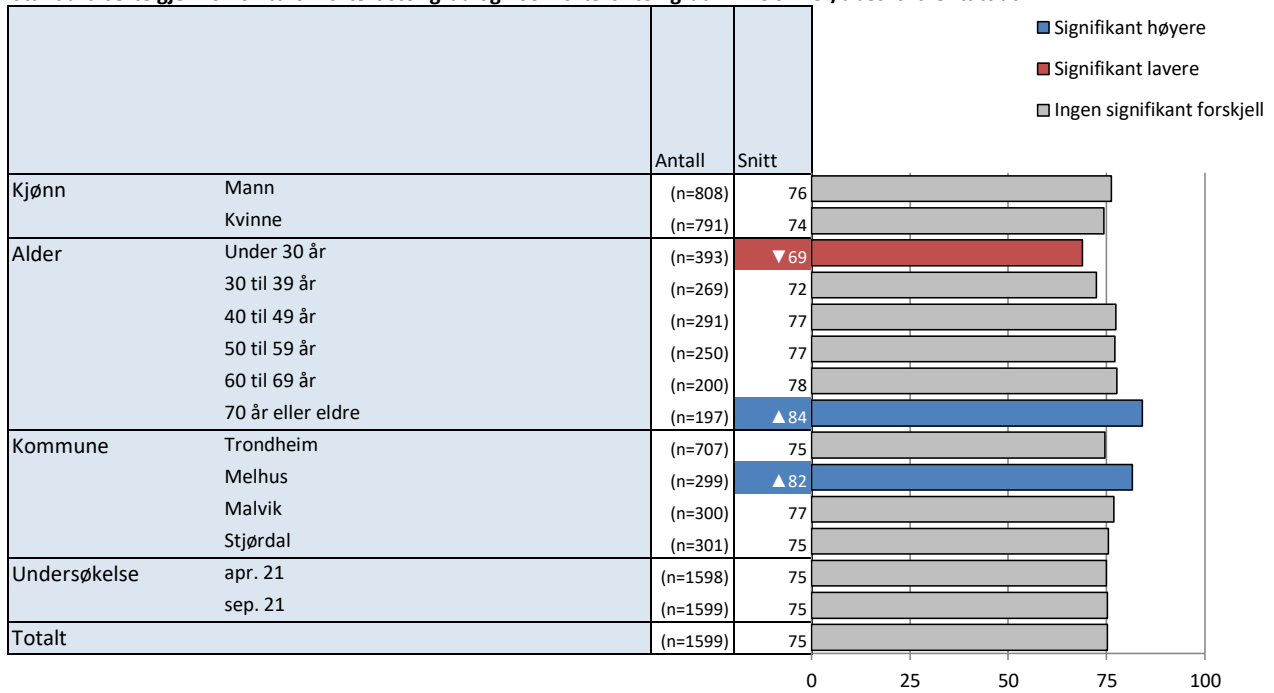 Signifikant høyere
Signifikant lavere
Ingen signifikant forskjell
Antall Snitt
Kjønn Mann (n=808) 76
Kvinne (n=791) 74
Alder Under 30 år (n=393) ▼69
30 til 39 år (n=269) 72
40 til 49 år (n=291) 77
50 til 59 år (n=250) 77
60 til 69 år (n=200) 78
70 år eller eldre (n=197) ▲84
Kommune Trondheim (n=707) 75
Melhus (n=299) ▲82
Malvik (n=300) 77
Stjørdal (n=301) 75
Undersøkelse apr. 21 (n=1598) 75
sep. 21 (n=1599) 75
Totalt (n=1599) 75
0 25 50 75 100